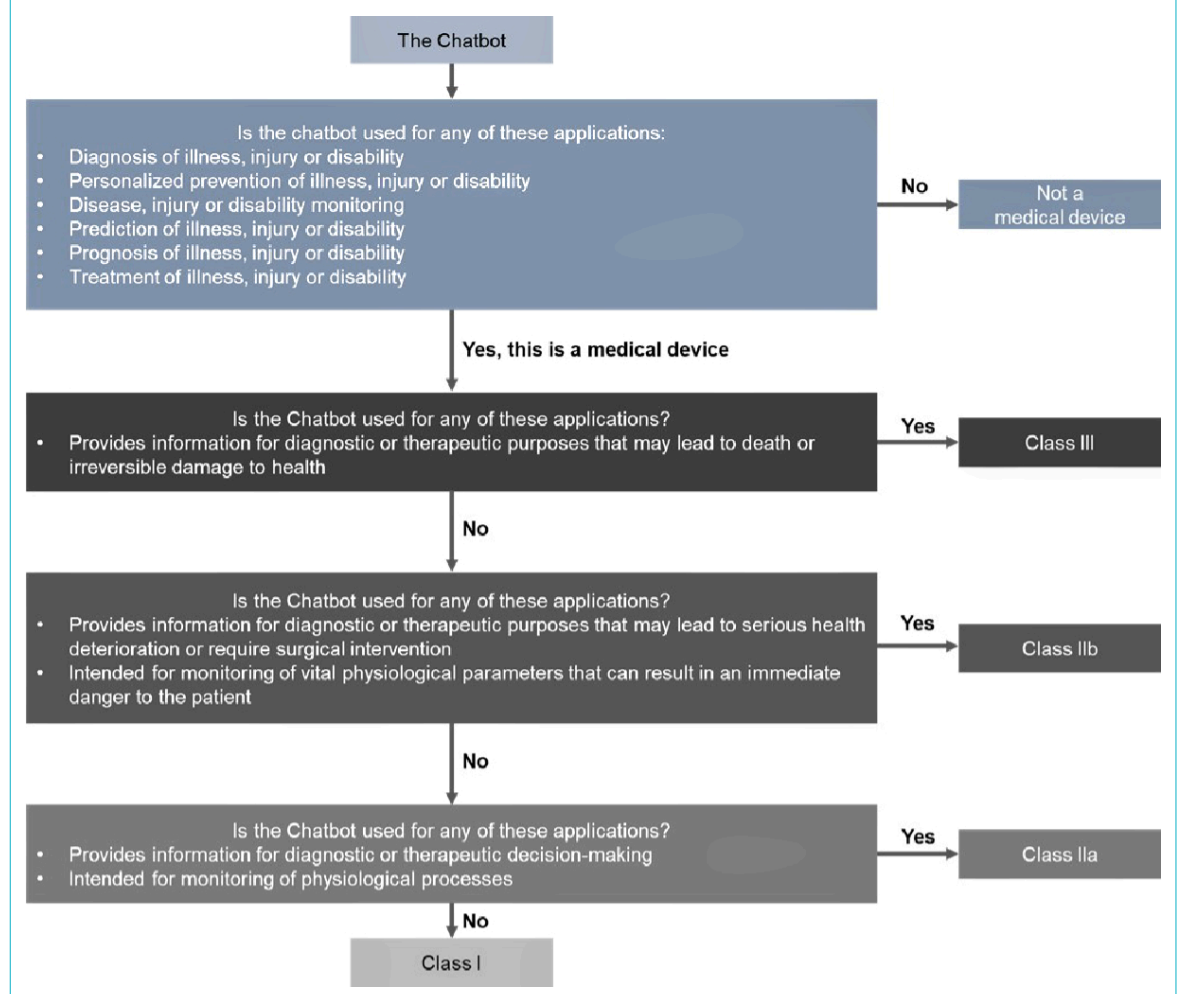 The Chatbot
Is the chatbot used for any of these applications:
• Diagnosis of illness, injury or disability
• Personalized prevention of illness, injury or disability
• Disease, injury or disability monitoring
• Prediction of illness, injury or disability
• Prognosis of illness, injury or disability
• Treatment of illness, injury or disability
No
Not a
medical device
Yes, this is a medical device
Is the Chatbot used for any of these applications?
• Provides information for diagnostic or therapeutic purposes that may lead to death or
irreversible damage to health
Yes
Class III
No
Is the Chatbot used for any of these applications?
• Provides information for diagnostic or therapeutic purposes that may lead to serious health
deterioration or require surgical intervention
• Intended for monitoring of vital physiological parameters that can result in an immediate
danger to the patient
Yes
Class IIb
No
Is the Chatbot used for any of these applications?
• Provides information for diagnostic or therapeutic decision-making
• Intended for monitoring of physiological processes
Yes
Class IIa
No
Class I